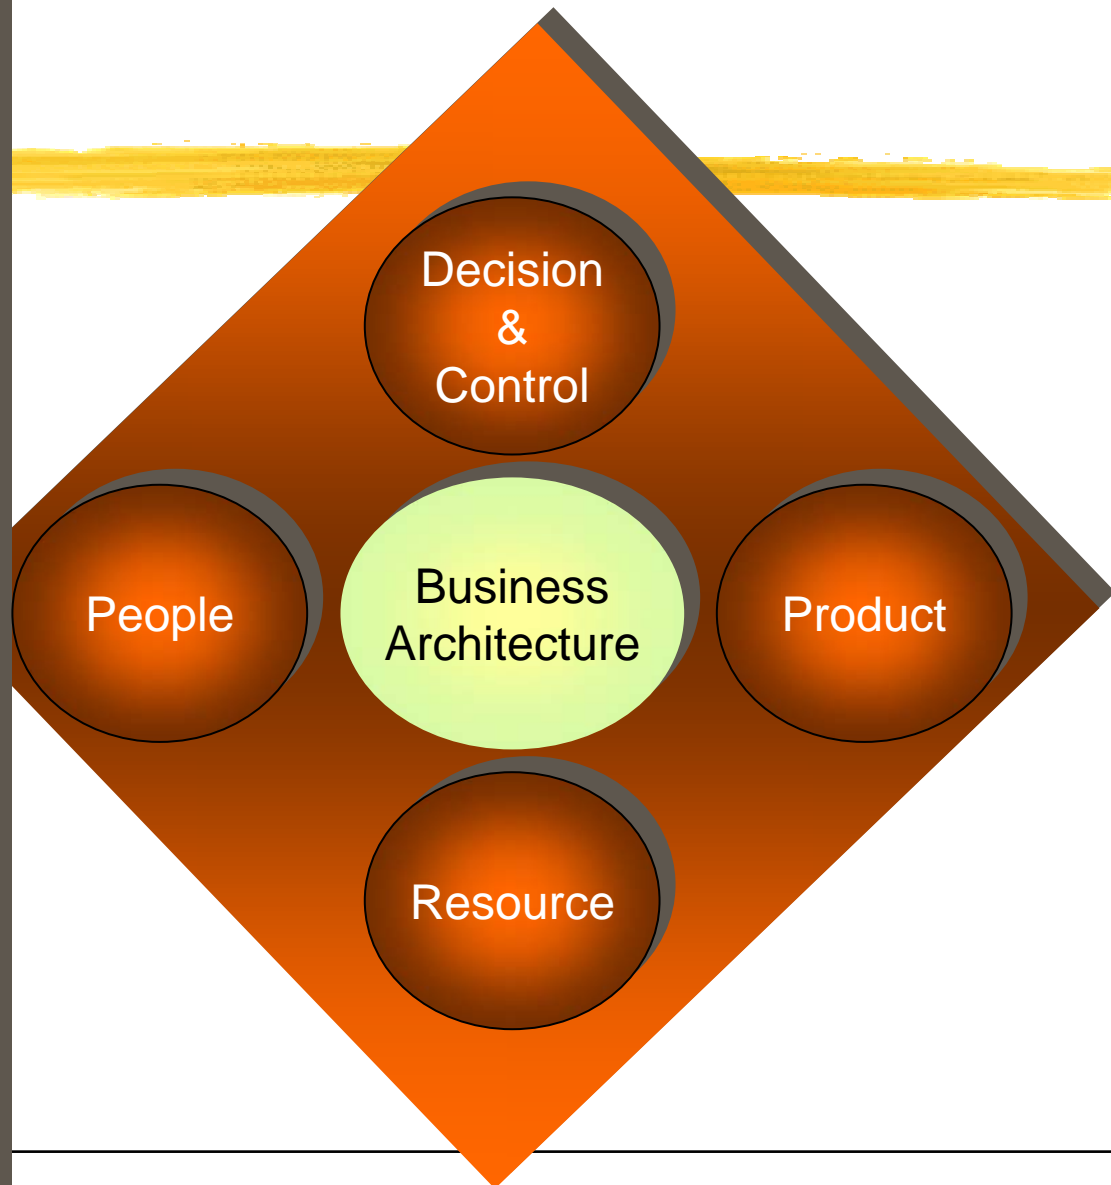 Decision
&
Control
People
Business
Architecture
Product
Resource